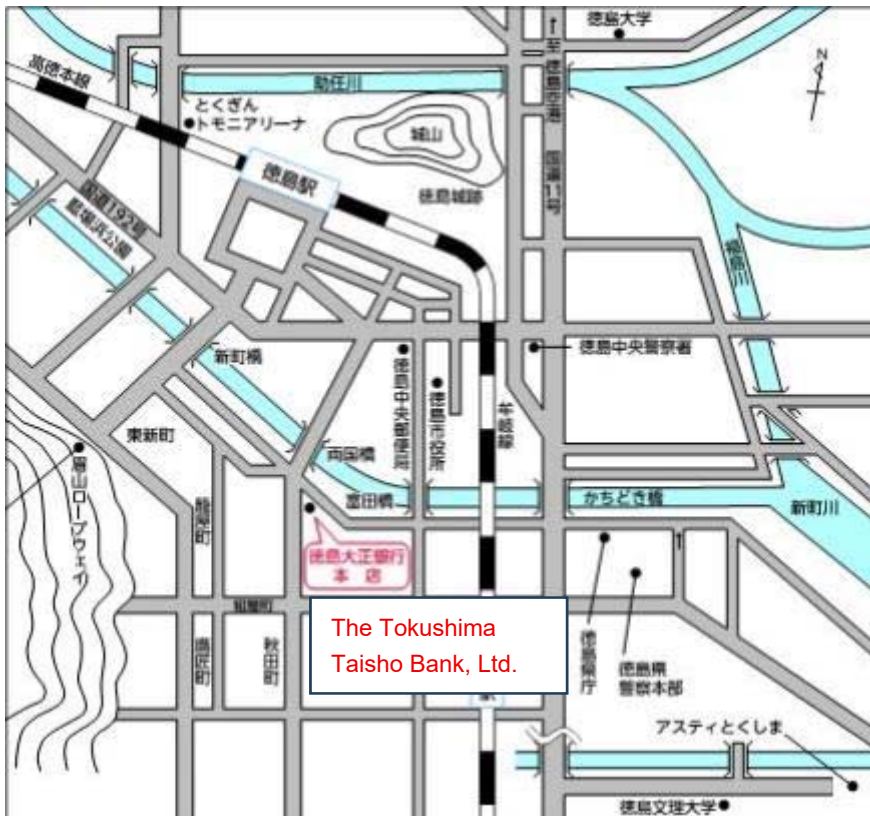 徳島大学
↑至徳島空港
国道11号
N
高徳本線
助任川
とくぎん
トモニアリーナ
城山
徳島駅
徳島城跡
国道192号
藍場浜公園
福島川
新町橋
徳島中央警察署
徳島中央郵便局
徳島市役所
牟岐線
東新町
両国橋
眉山ロープウェイ
富田橋
かちどき橋
新町川
徳島大正銀行
本店
紺屋町
鷹匠町
秋田町
The Tokushima
Taisho Bank, Ltd.
駅
徳島県庁
徳島県
警察本部
アスティとくしま
徳島文理大学